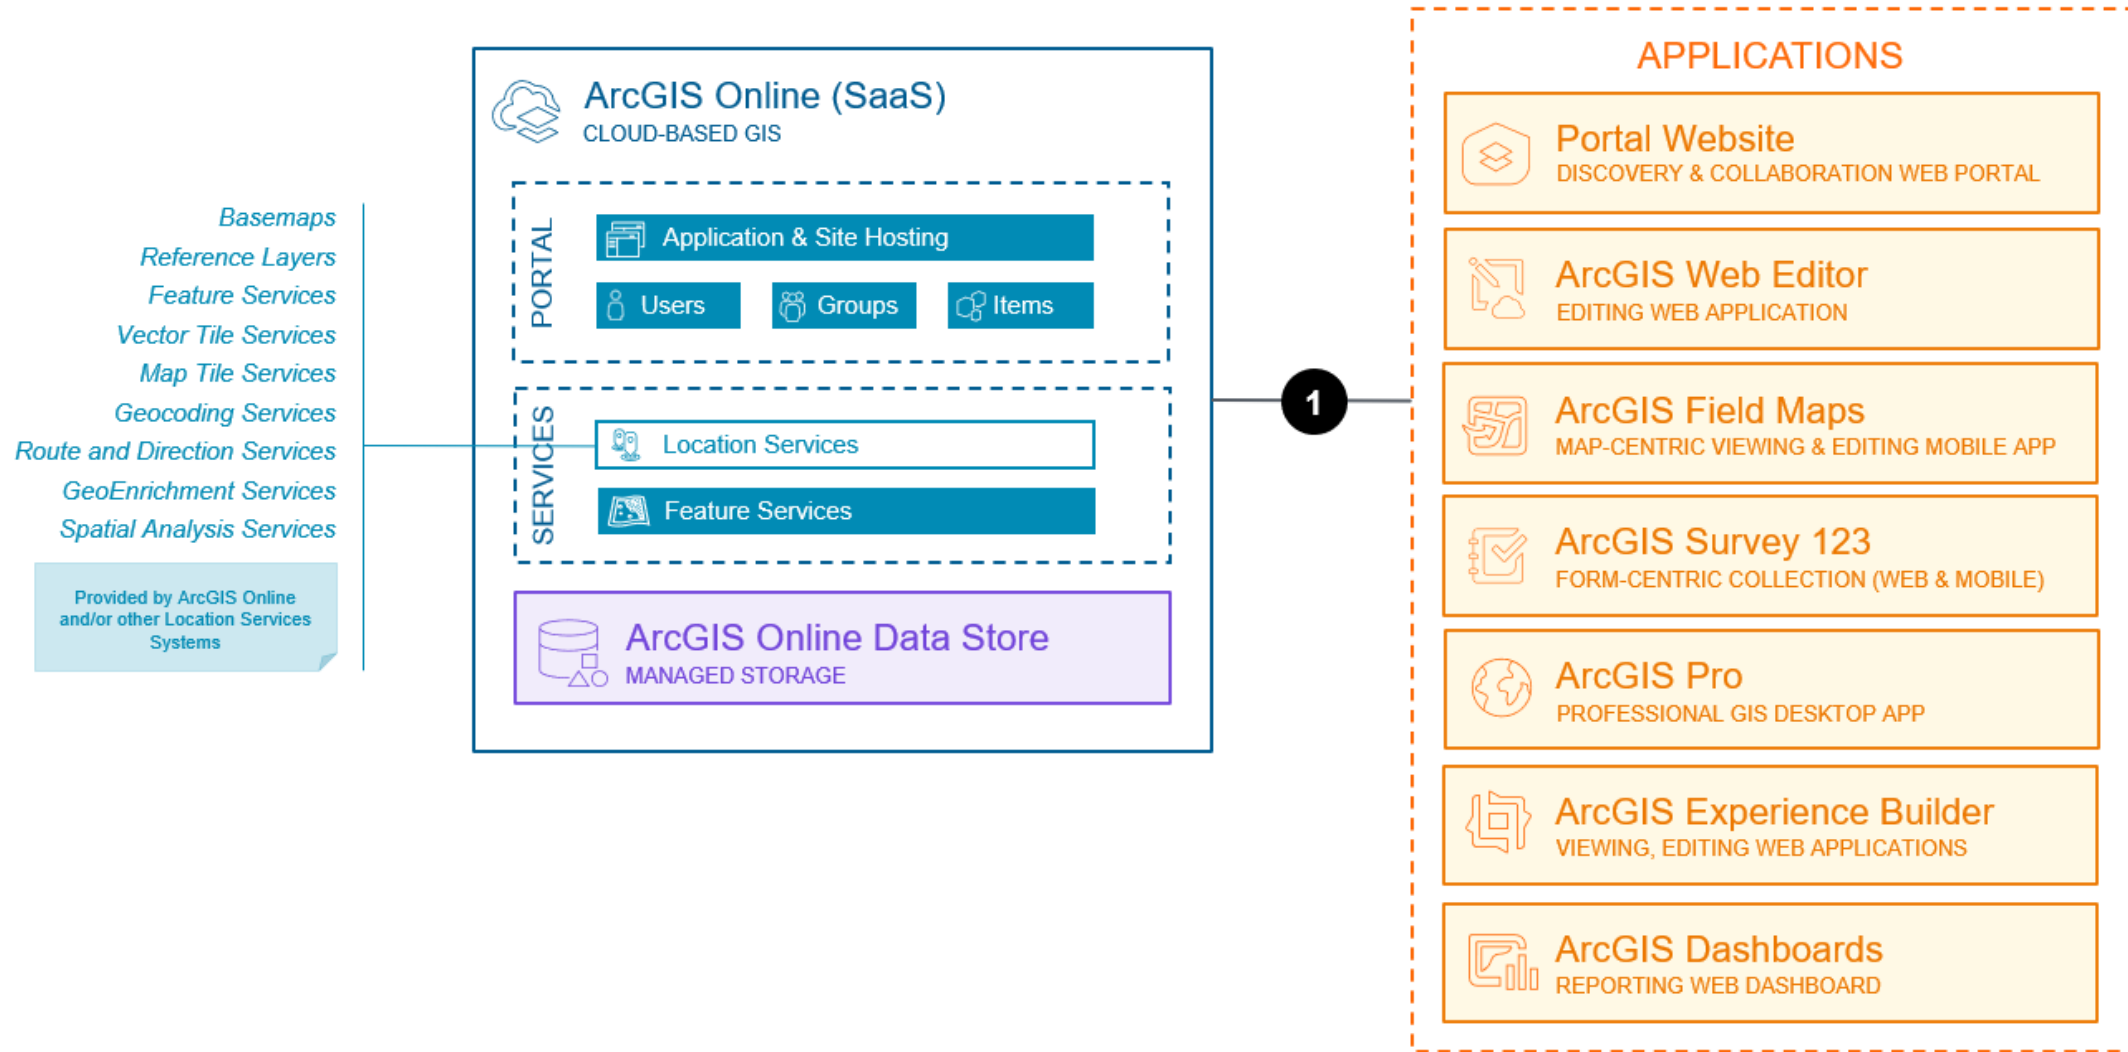 Basemaps
Reference Layers
Feature Services
Vector Tile Services
Map Tile Services
Geocoding Services
Route and Direction Services
GeoEnrichment Services
Spatial Analysis Services
Provided by ArcGIS Online
and/or other Location Services
Systems
ArcGIS Online (SaaS)
CLOUD-BASED GIS
PORTAL
Application & Site Hosting
Users
Groups
Items
SERVICES
Location Services
Feature Services
ArcGIS Online Data Store
MANAGED STORAGE
1
APPLICATIONS
Portal Website
DISCOVERY & COLLABORATION WEB PORTAL
ArcGIS Web Editor
EDITING WEB APPLICATION
ArcGIS Field Maps
MAP-CENTRIC VIEWING & EDITING MOBILE APP
ArcGIS Survey 123
FORM-CENTRIC COLLECTION (WEB & MOBILE)
ArcGIS Pro
PROFESSIONAL GIS DESKTOP APP
ArcGIS Experience Builder
VIEWING, EDITING WEB APPLICATIONS
ArcGIS Dashboards
REPORTING WEB DASHBOARD